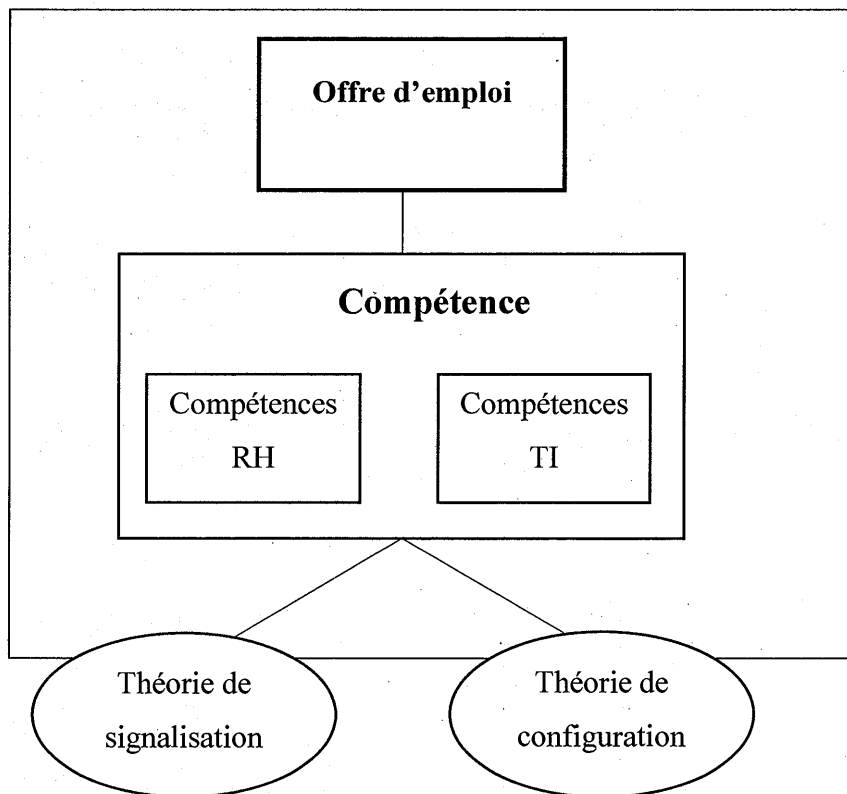 Offre d'emploi
Compétence
Compétences
RH
Compétences
TI
Théorie de
signalisation
Théorie de
configuration